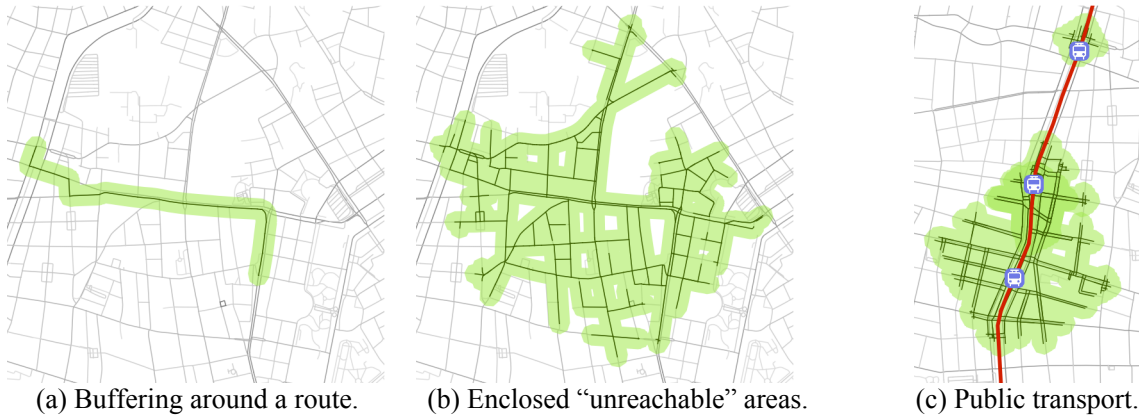 (a) Buffering around a route.
(b) Enclosed “unreachable” areas.
(c) Public transport.